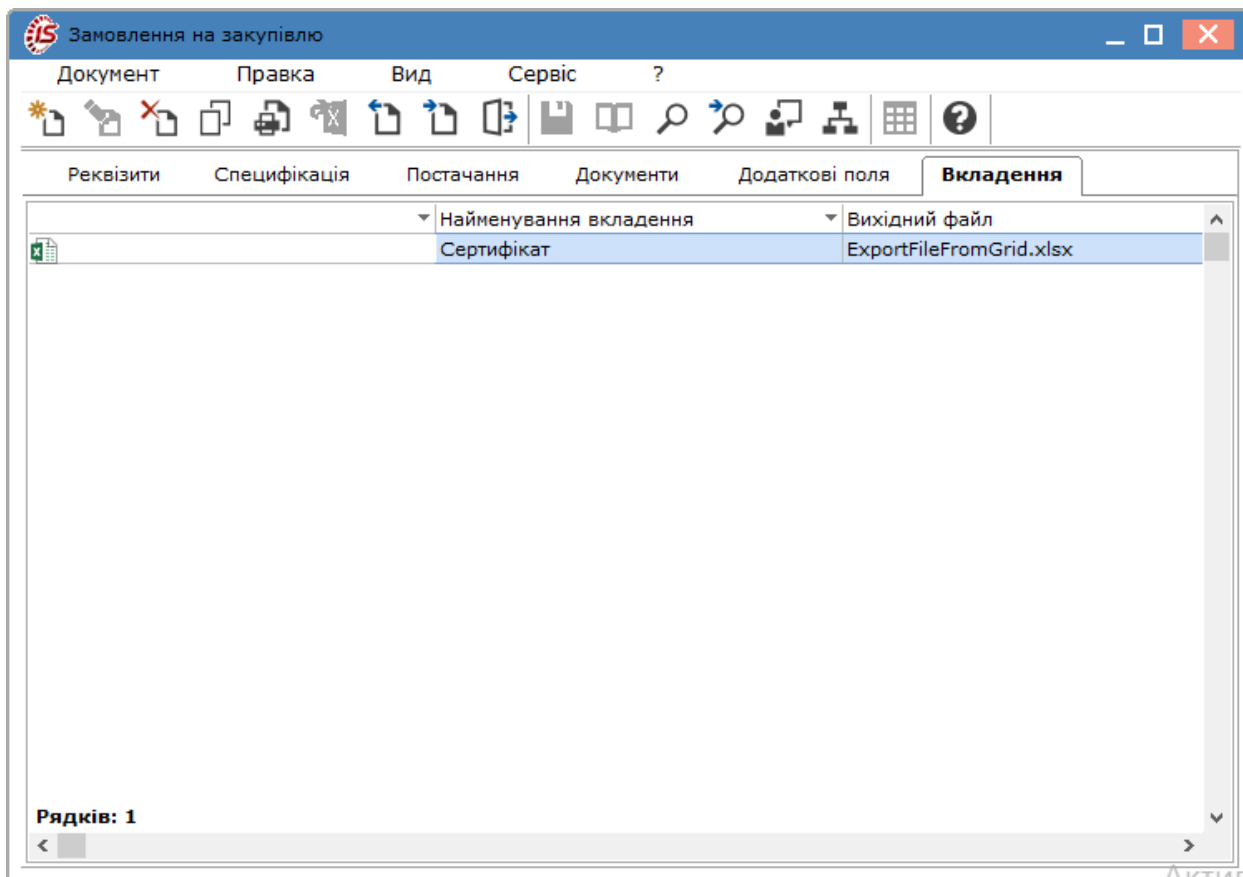 Замовлення на закупівлю
Документ Правка Вид Сервіс ?
Реквізити Специфікація Постачання Документи Додаткові поля Вкладення
Найменування вкладення Вихідний файл
Сертифікат ExportFileFromGrid.xlsx
Рядків: 1